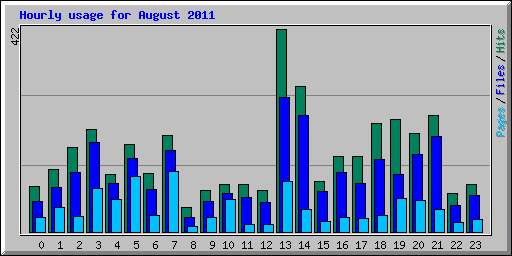 Hourly usage for August 2011
422
Pages / Files / Hits
0 1 2 3 4 5 6 7 8 9 10 11 12 13 14 15 16 17 18 19 20 21 22 23